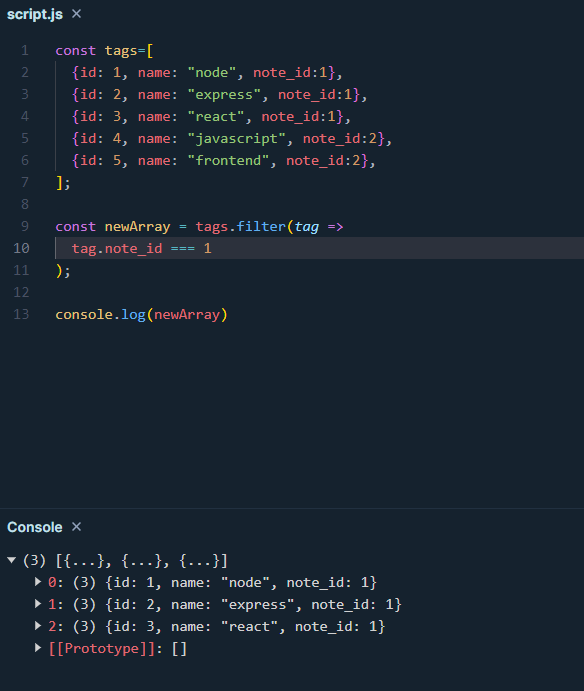 script.js ×
1 const tags=[
2 {id: 1, name: "node", note_id:1},
3 {id: 2, name: "express", note_id:1},
4 {id: 3, name: "react", note_id:1},
5 {id: 4, name: "javascript", note_id:2},
6 {id: 5, name: "frontend", note_id:2},
7 ];
8
9 const newArray = tags.filter(tag =>
10 tag.note_id === 1
11 );
12
13 console.log(newArray)
Console ×
(3) [{...}, {...}, {...}]
0: (3) {id: 1, name: "node", note_id: 1}
1: (3) {id: 2, name: "express", note_id: 1}
2: (3) {id: 3, name: "react", note_id: 1}
[[Prototype]]: []